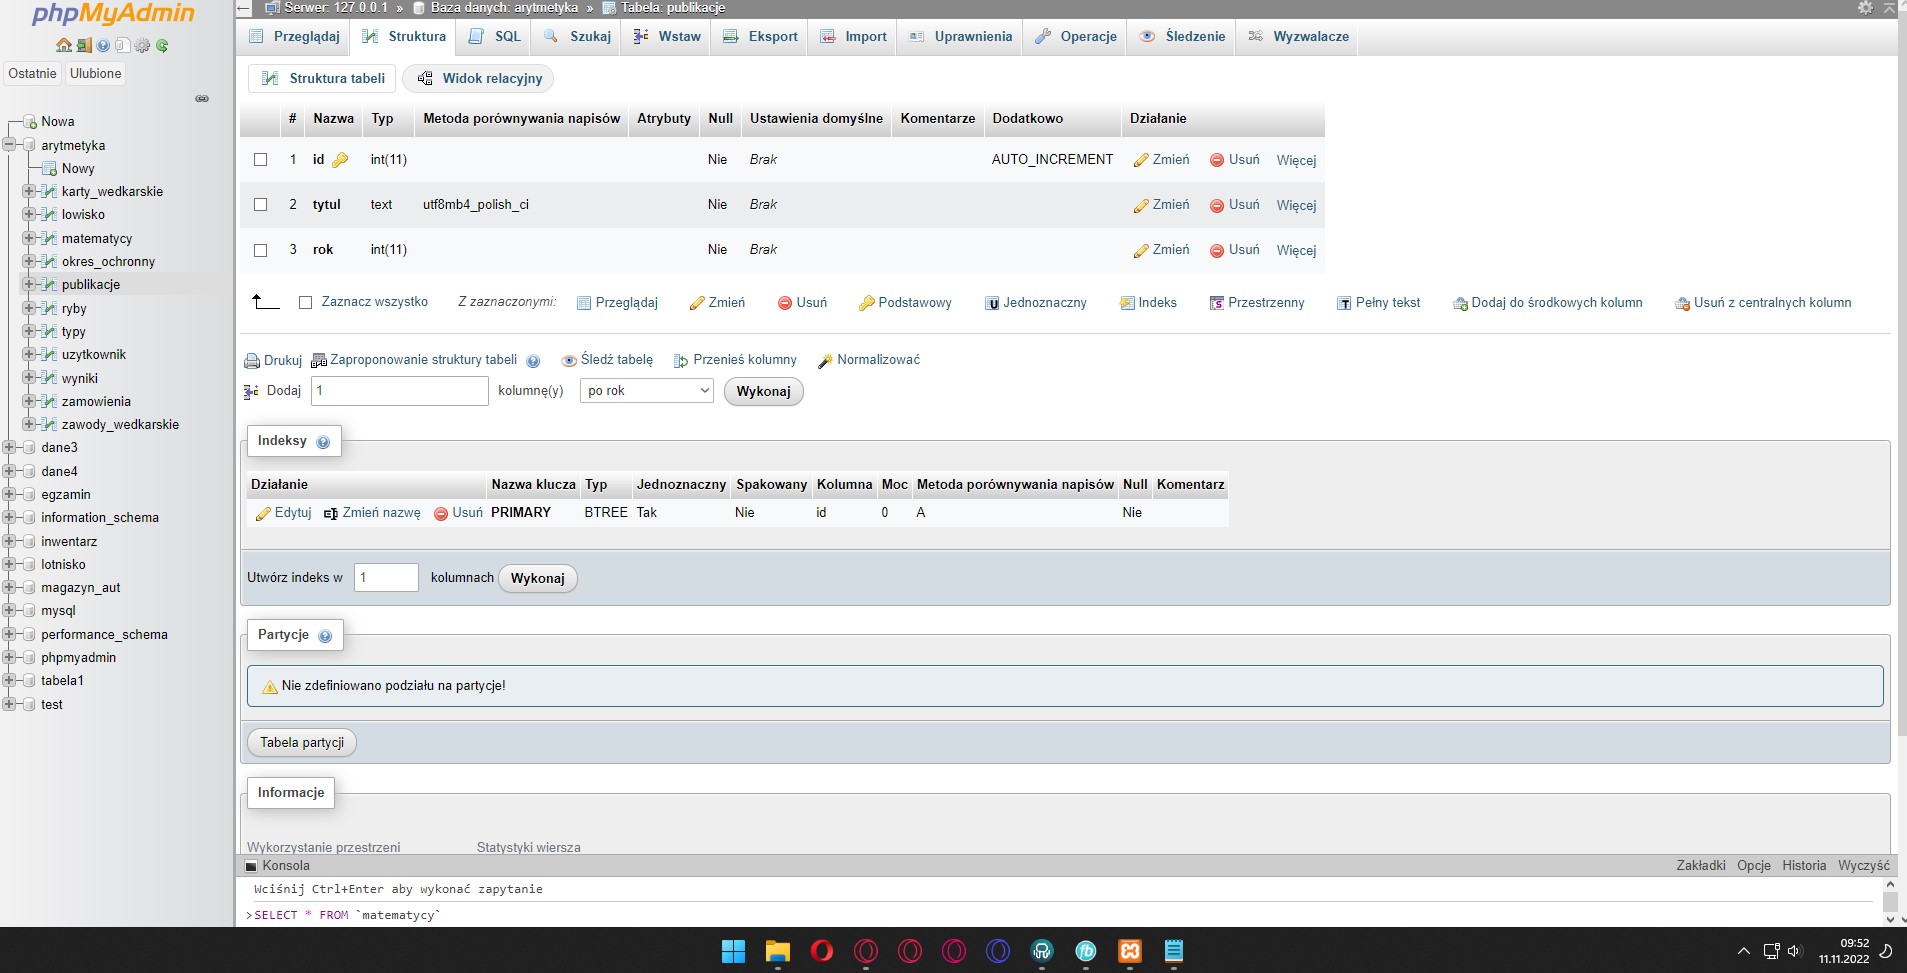 phpMyAdmin
Ostatnie Ulubione
Nowa
arytmetyka
Nowy
karty_wedkarskie
lowisko
matematycy
okres_ochronny
publikacje
ryby
typy
uzytkownik
wyniki
zamowienia
zawody_wedkarskie
dane3
dane4
egzamin
information_schema
inwentarz
lotnisko
magazyn_aut
mysql
performance_schema
phpmyadmin
tabela1
test
Serwer: 127.0.0.1 » Baza danych: arytmetyka » Tabela: publikacje
Przeglądaj Struktura SQL Szukaj Wstaw Eksport Import Uprawnienia Operacje Śledzenie Wyzwalacze
Struktura tabeli Widok relacyjny
# Nazwa Typ Metoda porównywania napisów Atrybuty Null Ustawienia domyślne Komentarze Dodatkowo Działanie
1 id int(11) Nie Brak AUTO_INCREMENT Zmień Usuń Więcej
2 tytul text utf8mb4_polish_ci Nie Brak Zmień Usuń Więcej
3 rok int(11) Nie Brak Zmień Usuń Więcej
Zaznacz wszystko Z zaznaczonymi: Przeglądaj Zmień Usuń Podstawowy Jednoznaczny Indeks Przestrzenny Pełny tekst Dodaj do środkowych kolumn Usuń z centralnych kolumn
Drukuj Zaproponowanie struktury tabeli Śledź tabelę Przenieś kolumny Normalizować
Dodaj 1 kolumnę(y) po rok Wykonaj
Indeksy
Działanie Nazwa klucza Typ Jednoznaczny Spakowany Kolumna Moc Metoda porównywania napisów Null Komentarz
Edytuj Zmień nazwę Usuń PRIMARY BTREE Tak Nie id 0 A Nie
Utwórz indeks w 1 kolumnach Wykonaj
Partycje
Nie zdefiniowano podziału na partycje!
Tabela partycji
Informacje
Wykorzystanie przestrzeni Statystyki wiersza
Konsola Zakładki Opcje Historia Wyczyść
Wciśnij Ctrl+Enter aby wykonać zapytanie
>SELECT * FROM `matematycy`
09:52
11.11.2022